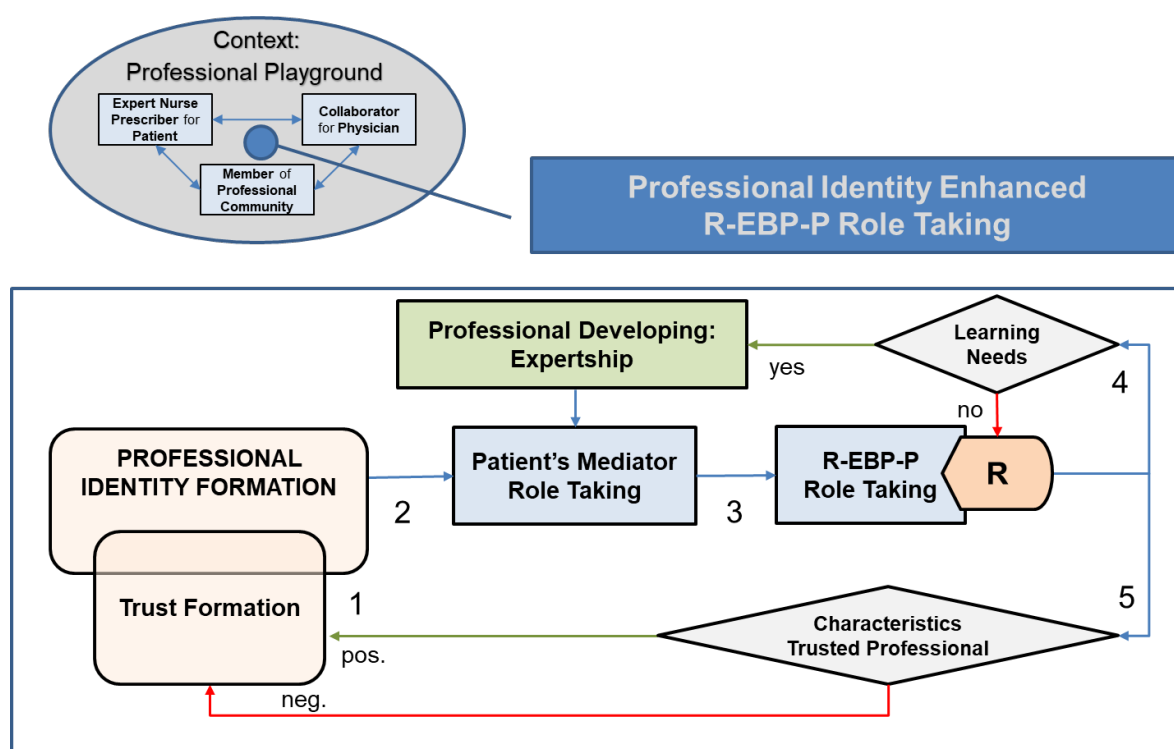 Context:
Professional Playground
Expert Nurse
Prescriber for
Patient
Collaborator
for Physician
Member of
Professional
Community
Professional Identity Enhanced
R-EBP-P Role Taking
Professional Developing:
Expertship
Learning
Needs
yes
4
no
PROFESSIONAL
IDENTITY FORMATION
2
Patient’s Mediator
Role Taking
3
R-EBP-P
Role Taking
R
Trust Formation
1
pos.
neg.
Characteristics
Trusted Professional
5